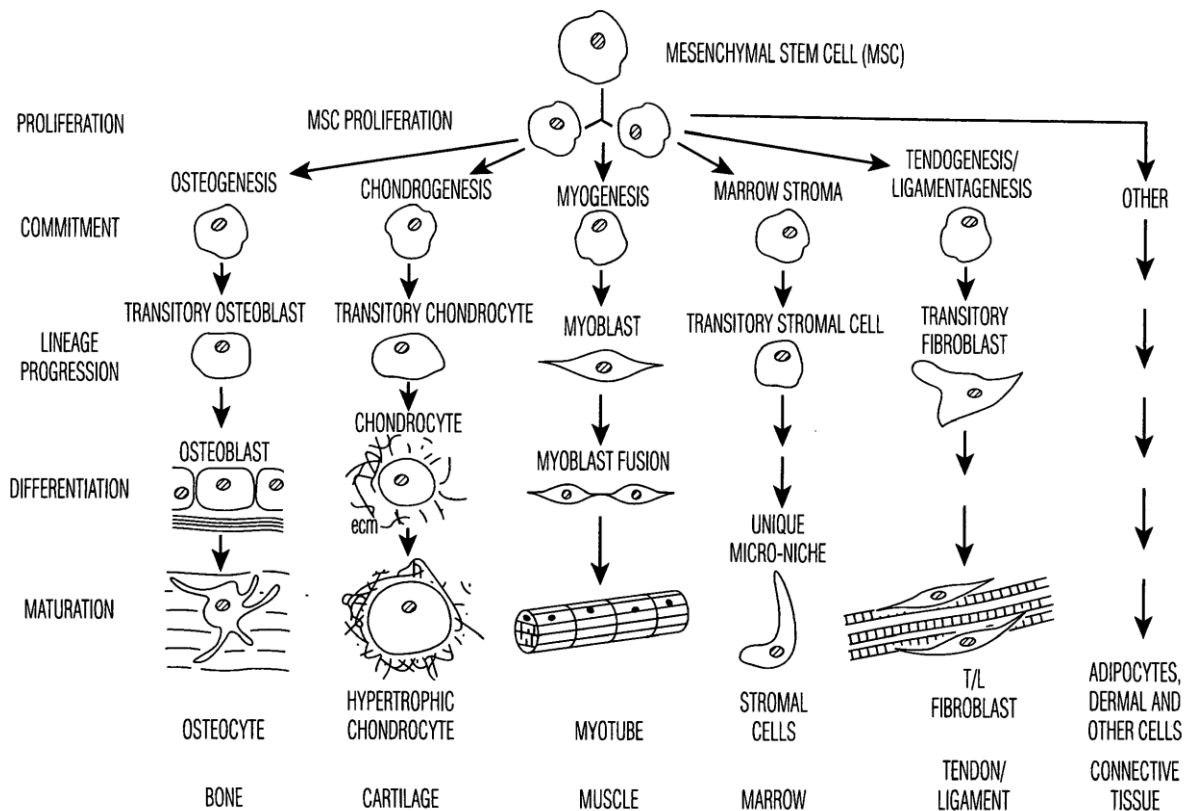 MESENCHYMAL STEM CELL (MSC)
PROLIFERATION
MSC PROLIFERATION
OSTEOGENESIS
CHONDROGENESIS
MYOGENESIS
MARROW STROMA
TENDOGENESIS/
LIGAMENTAGENESIS
OTHER
COMMITMENT
TRANSITORY OSTEOBLAST
TRANSITORY CHONDROCYTE
MYOBLAST
TRANSITORY STROMAL CELL
TRANSITORY
FIBROBLAST
LINEAGE
PROGRESSION
OSTEOBLAST
CHONDROCYTE
MYOBLAST FUSION
DIFFERENTIATION
ecm
UNIQUE
MICRO-NICHE
MATURATION
OSTEOCYTE
HYPERTROPHIC
CHONDROCYTE
MYOTUBE
STROMAL
CELLS
T/L
FIBROBLAST
ADIPOCYTES,
DERMAL AND
OTHER CELLS
BONE
CARTILAGE
MUSCLE
MARROW
TENDON/
LIGAMENT
CONNECTIVE
TISSUE